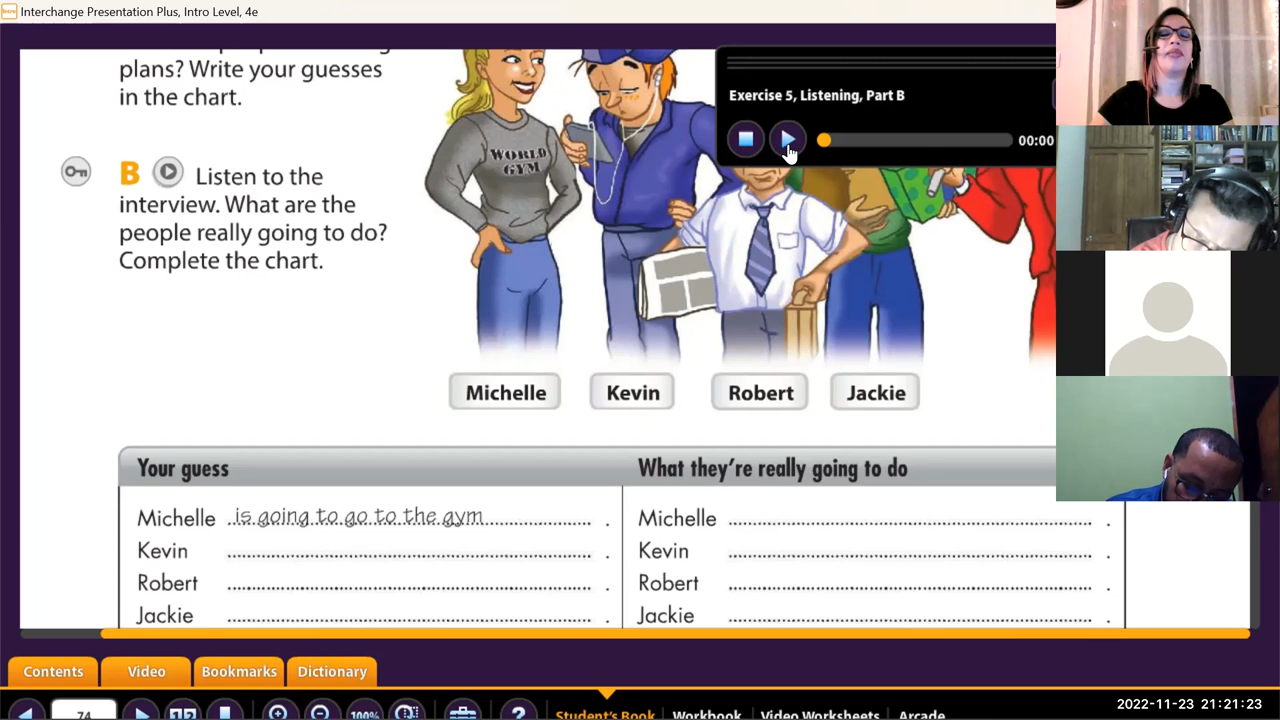 Interchange Presentation Plus, Intro Level, 4e
plans? Write your guesses
in the chart.
Exercise 5, Listening, Part B
00:00
WORLD
GYM
B Listen to the
interview. What are the
people really going to do?
Complete the chart.
Michelle Kevin Robert Jackie
Your guess What they're really going to do
Michelle is going to go to the gym . Michelle .
Kevin . Kevin .
Robert . Robert .
Jackie . Jackie .
Contents Video Bookmarks Dictionary
74 100% ?
Student's Book Workbook Video Worksheets Arcade
2022-11-23 21:21:23